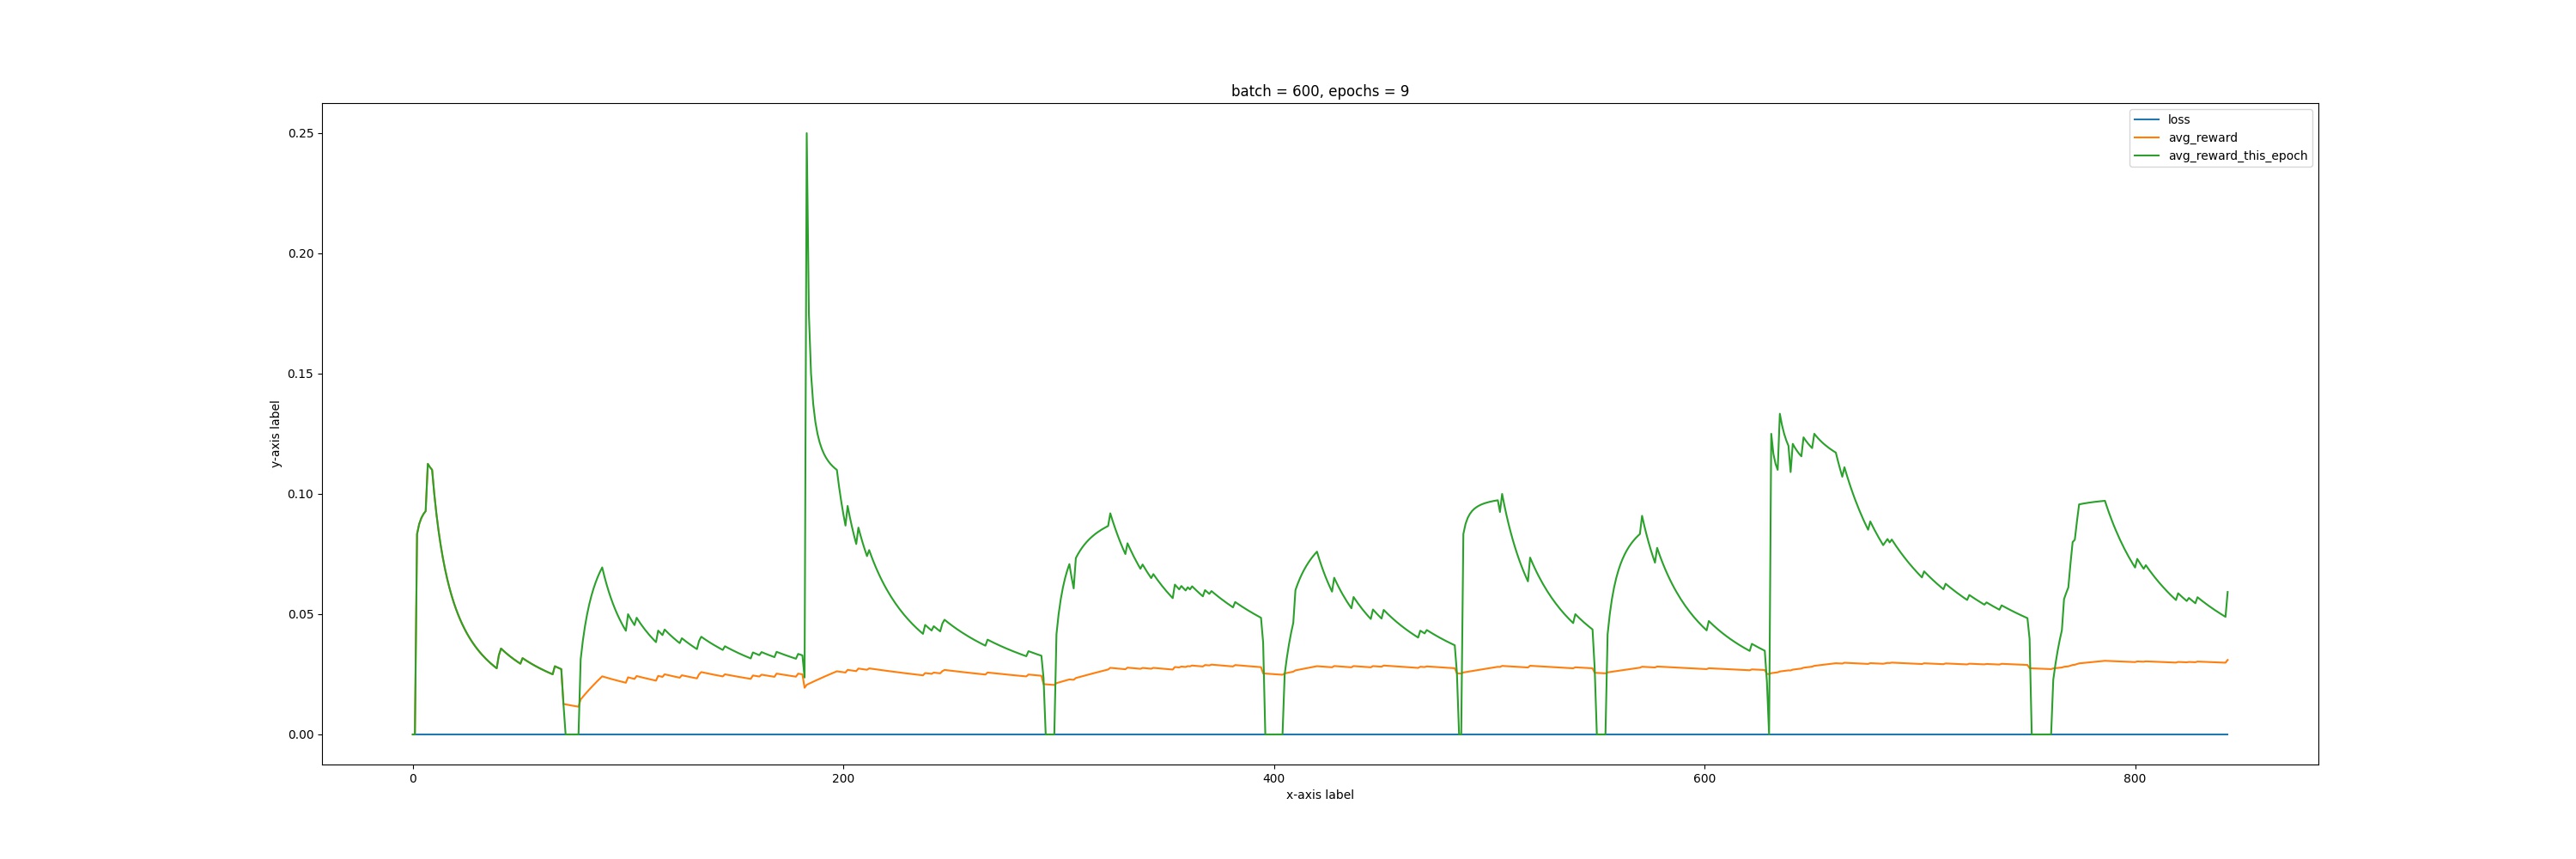 batch = 600, epochs = 9
loss
avg_reward
avg_reward_this_epoch
0.25
0.20
0.15
0.10
0.05
0.00
y-axis label
0 200 400 600 800
x-axis label